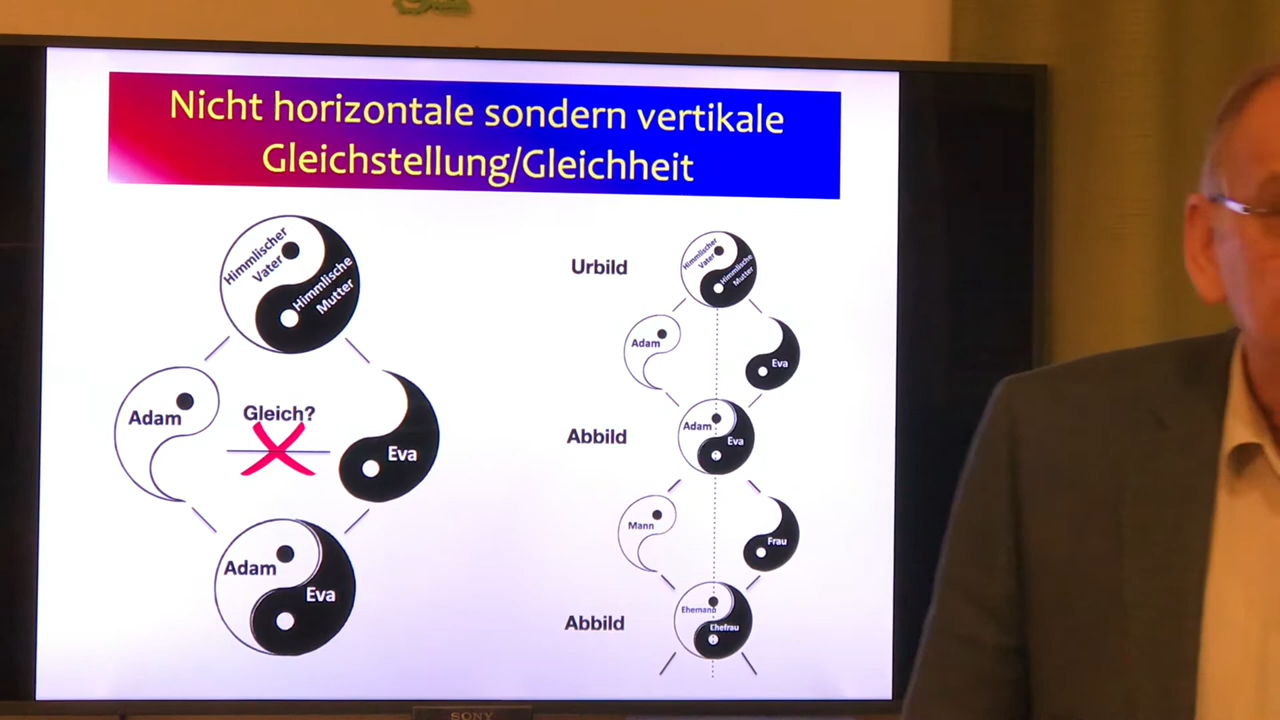 Nicht horizontale sondern vertikale
Gleichstellung/Gleichheit
Himmlischer
Vater
Himmlische
Mutter
Adam
Gleich?
Eva
Adam
Eva
Urbild
Himmlischer
Vater
Himmlische
Mutter
Adam
Eva
Abbild
Adam
Eva
Mann
Frau
Abbild
Ehemann
Ehefrau
SONY